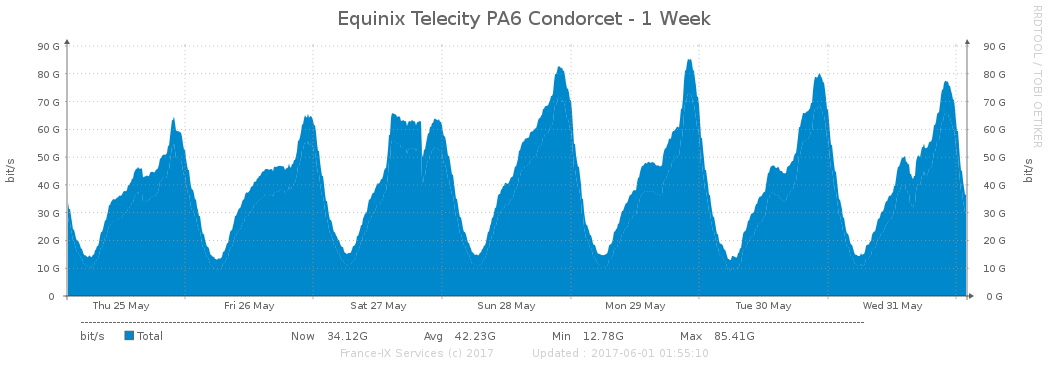 Equinix Telecity PA6 Condorcet - 1 Week
RRDTOOL / TOBI OETIKER
90 G 90 G
80 G 80 G
70 G 70 G
60 G 60 G
50 G 50 G
40 G 40 G
30 G 30 G
20 G 20 G
10 G 10 G
0 0 G
bit/s bit/s
Thu 25 May Fri 26 May Sat 27 May Sun 28 May Mon 29 May Tue 30 May Wed 31 May
bit/s Total Now 34.12G Avg 42.23G Min 12.78G Max 85.41G
France-IX Services (c) 2017 Updated : 2017-06-01 01:55:10